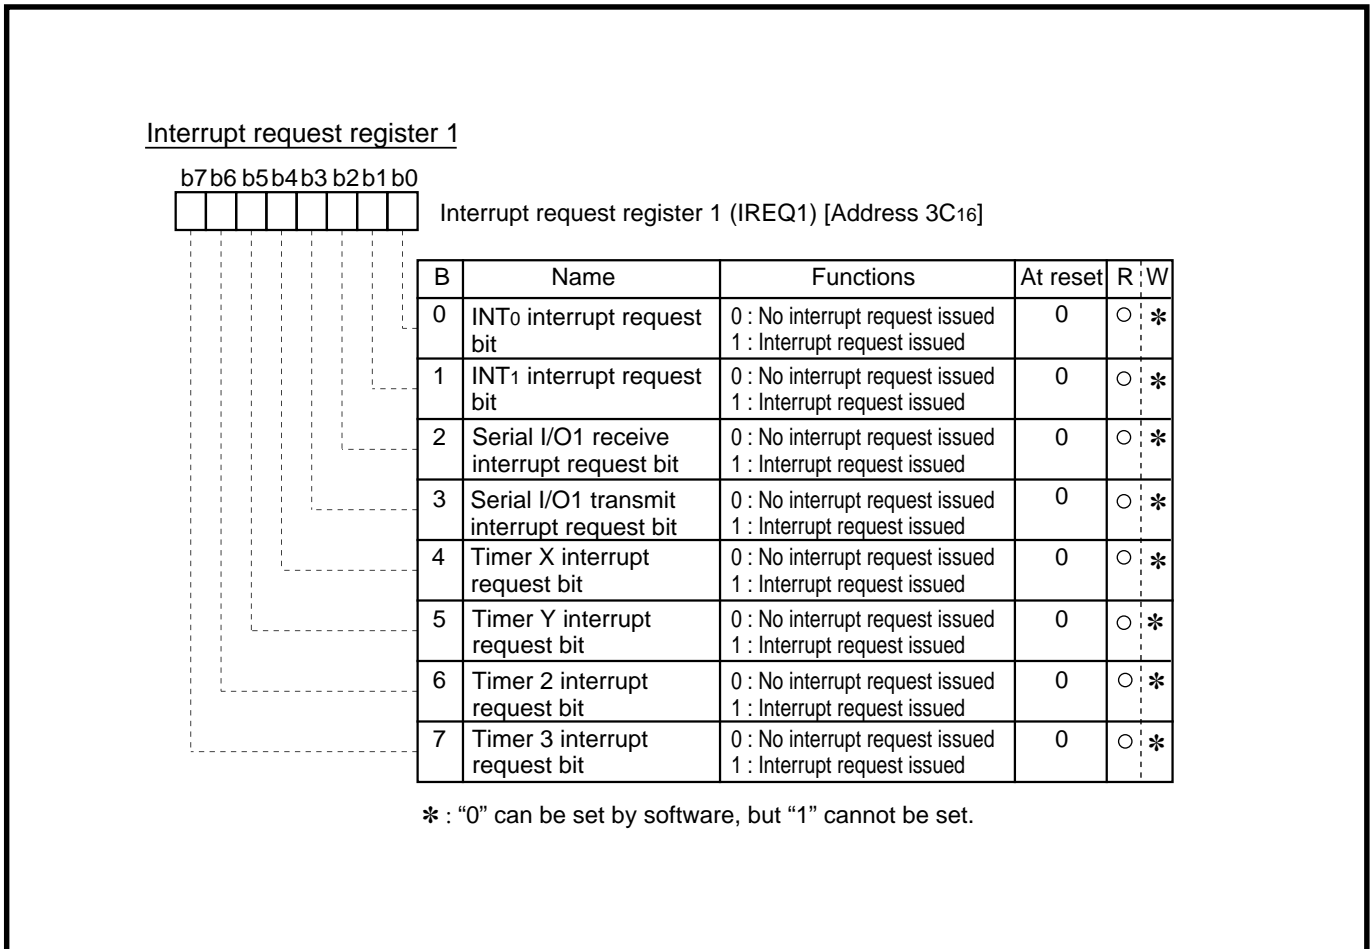 Interrupt request register 1
b7 b6 b5 b4 b3 b2 b1 b0
Interrupt request register 1 (IREQ1) [Address 3C16]
B Name Functions At reset R W
0 INT0 interrupt request bit 0 : No interrupt request issued 1 : Interrupt request issued 0 ○ ✻
1 INT1 interrupt request bit 0 : No interrupt request issued 1 : Interrupt request issued 0 ○ ✻
2 Serial I/O1 receive interrupt request bit 0 : No interrupt request issued 1 : Interrupt request issued 0 ○ ✻
3 Serial I/O1 transmit interrupt request bit 0 : No interrupt request issued 1 : Interrupt request issued 0 ○ ✻
4 Timer X interrupt request bit 0 : No interrupt request issued 1 : Interrupt request issued 0 ○ ✻
5 Timer Y interrupt request bit 0 : No interrupt request issued 1 : Interrupt request issued 0 ○ ✻
6 Timer 2 interrupt request bit 0 : No interrupt request issued 1 : Interrupt request issued 0 ○ ✻
7 Timer 3 interrupt request bit 0 : No interrupt request issued 1 : Interrupt request issued 0 ○ ✻
✻ : “0” can be set by software, but “1” cannot be set.